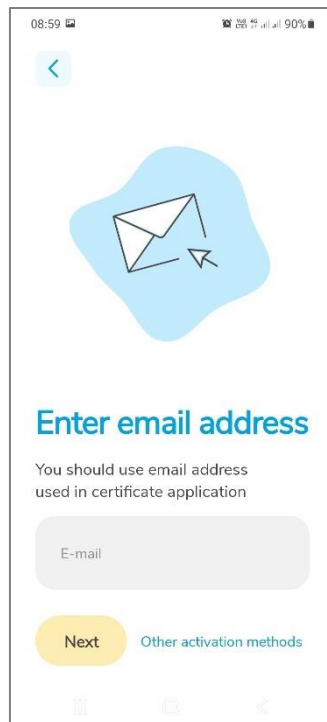 08:59
90%
Enter email address
You should use email address
used in certificate application
E-mail
Next
Other activation methods